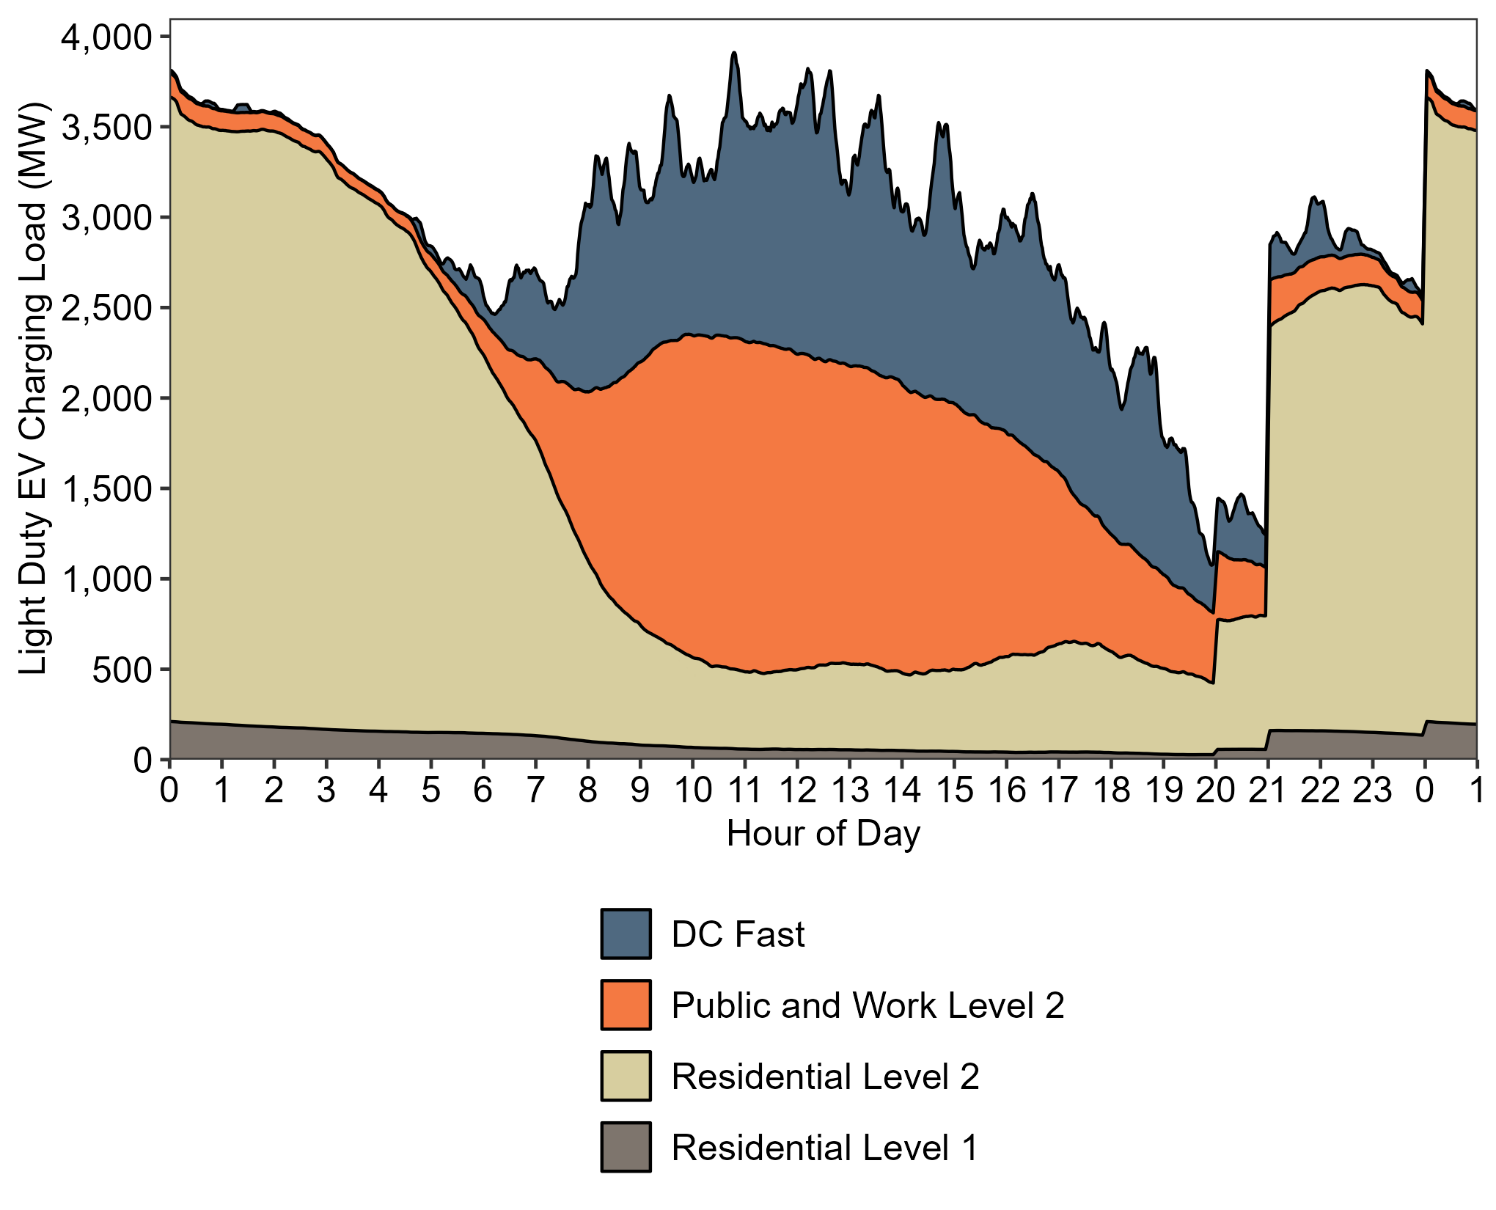 Light Duty EV Charging Load (MW)
4,000
3,500
3,000
2,500
2,000
1,500
1,000
500
0
0 1 2 3 4 5 6 7 8 9 10 11 12 13 14 15 16 17 18 19 20 21 22 23 0 1
Hour of Day
DC Fast
Public and Work Level 2
Residential Level 2
Residential Level 1